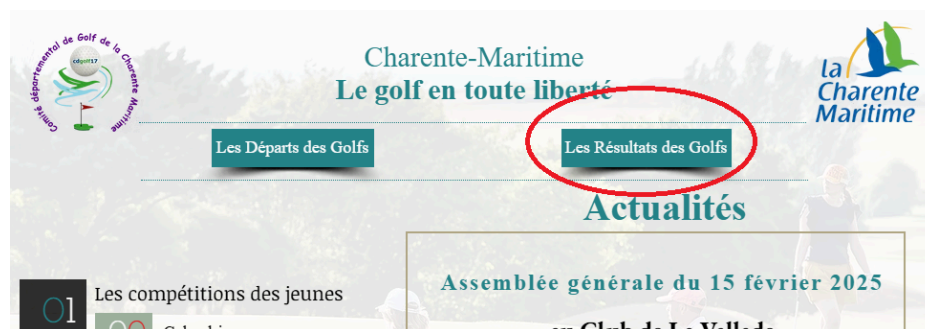 Comité départemental de Golf de la Charente Maritime
cdgolf17
Charente-Maritime
Le golf en toute liberté
la
Charente
Maritime
Les Départs des Golfs
Les Résultats des Golfs
Actualités
Assemblée générale du 15 février 2025
01
Les compétitions des jeunes